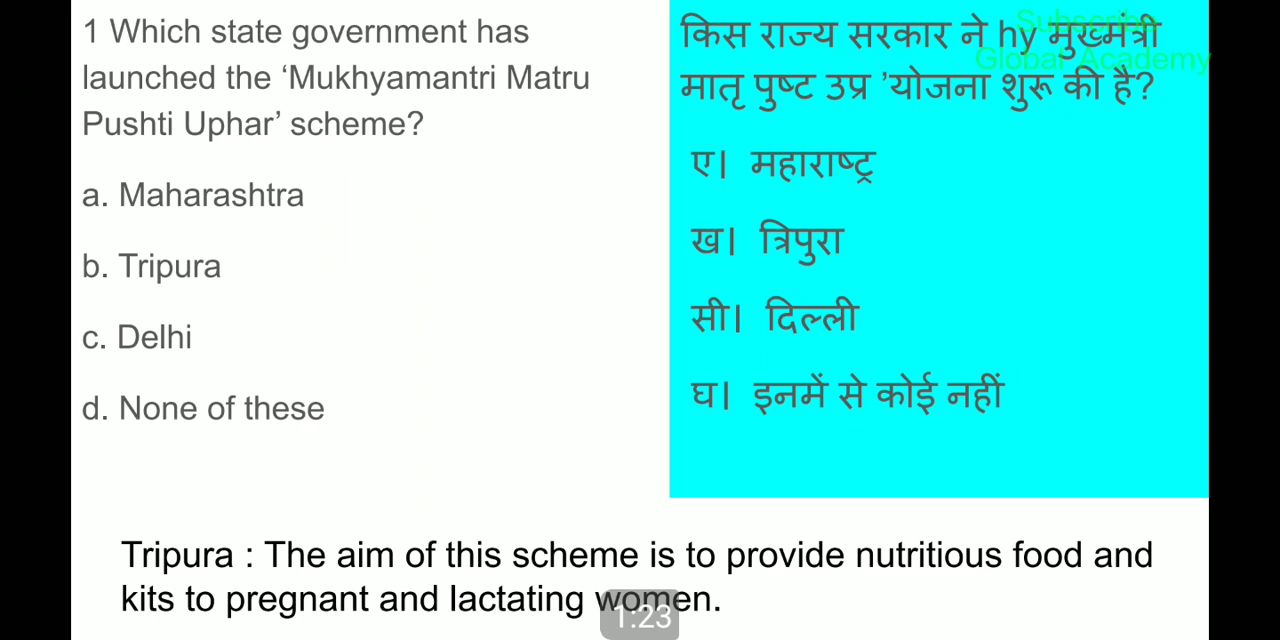 1 Which state government has
launched the ‘Mukhyamantri Matru
Pushti Uphar’ scheme?
a. Maharashtra
b. Tripura
c. Delhi
d. None of these
Subscribe
Global Academy
किस राज्य सरकार ने hy मुख्मंत्री
मातृ पुष्ट उप्र ’योजना शुरू की है?
ए। महाराष्ट्र
ख। त्रिपुरा
सी। दिल्ली
घ। इनमें से कोई नहीं
Tripura : The aim of this scheme is to provide nutritious food and
kits to pregnant and lactating women.
1:23